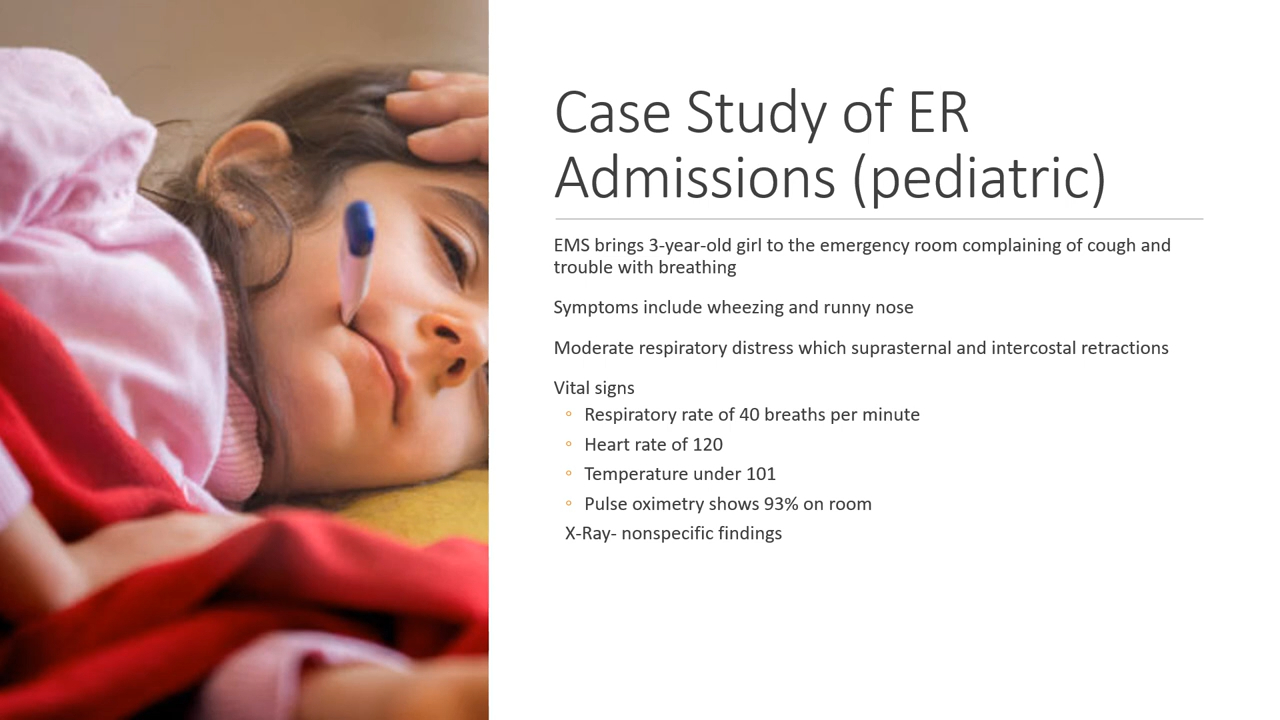 Case Study of ER
Admissions (pediatric)
EMS brings 3-year-old girl to the emergency room complaining of cough and
trouble with breathing
Symptoms include wheezing and runny nose
Moderate respiratory distress which suprasternal and intercostal retractions
Vital signs
◦ Respiratory rate of 40 breaths per minute
◦ Heart rate of 120
◦ Temperature under 101
◦ Pulse oximetry shows 93% on room
X-Ray- nonspecific findings